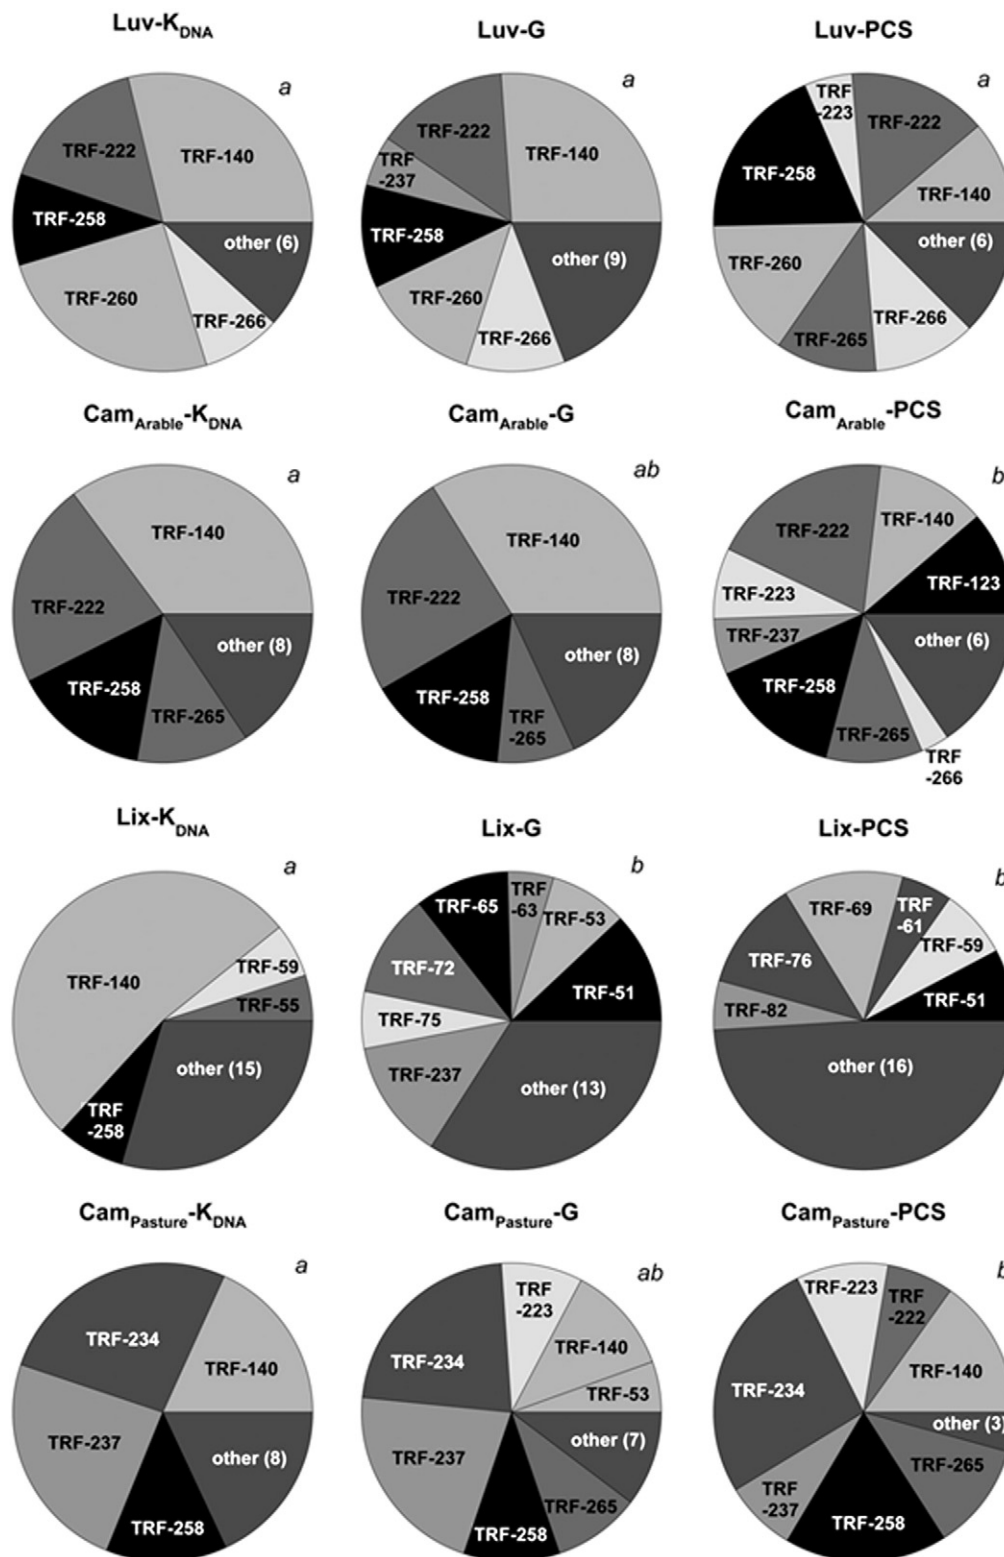 Luv-KDNA
Luv-G
Luv-PCS
a
a
a
TRF-222
TRF-140
TRF-258
other (6)
TRF-260
TRF-266
TRF-222
TRF-140
TRF
-237
TRF-258
other (9)
TRF-260
TRF-266
TRF
-223
TRF-222
TRF-258
TRF-140
other (6)
TRF-260
TRF-265
TRF-266
CamArable-KDNA
CamArable-G
CamArable-PCS
a
ab
b
TRF-140
TRF-222
other (8)
TRF-258
TRF-265
TRF-140
TRF-222
other (8)
TRF-258
TRF
-265
TRF-222
TRF-140
TRF-223
TRF-123
TRF-237
other (6)
TRF-258
TRF-265
TRF
-266
Lix-KDNA
Lix-G
Lix-PCS
a
b
b
TRF-140
TRF-59
TRF-55
other (15)
TRF
-258
TRF-65
TRF
-63
TRF-53
TRF-72
TRF-51
TRF-75
TRF-237
other (13)
TRF-69
TRF
-61
TRF-59
TRF-76
TRF-51
TRF-82
other (16)
CamPasture-KDNA
CamPasture-G
CamPasture-PCS
a
ab
b
TRF-234
TRF-140
TRF-237
other (8)
TRF-258
TRF
-223
TRF-234
TRF-140
TRF-53
TRF-237
other (7)
TRF-265
TRF-258
TRF-223
TRF
-222
TRF-140
TRF-234
other (3)
TRF-265
TRF
-237
TRF-258